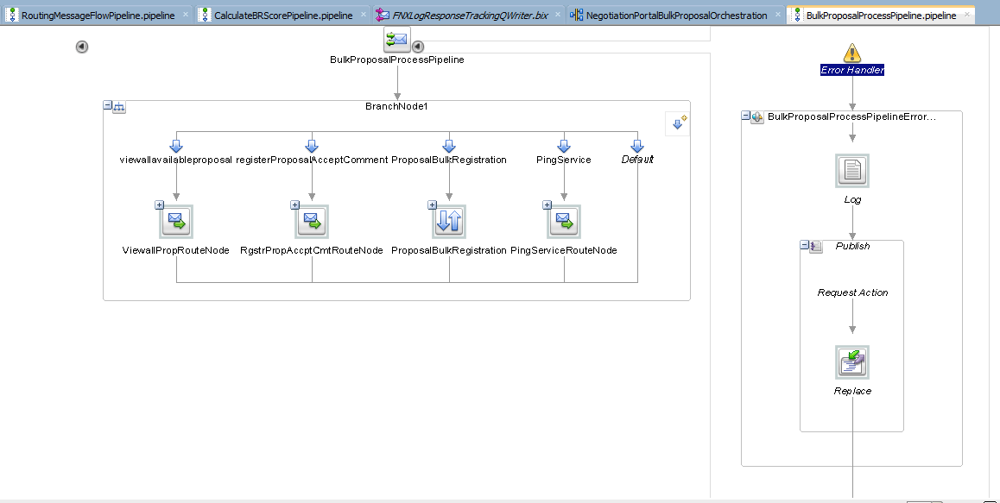 RoutingMessageFlowPipeline.pipeline CalculateBRScorePipeline.pipeline FNXLogResponseTrackingQWriter.bix NegotiationPortalBulkProposalOrchestration BulkProposalProcessPipeline.pipeline
BulkProposalProcessPipeline
BranchNode1
viewallavailableproposal registerProposalAcceptComment ProposalBulkRegistration PingService Default
ViewallPropRouteNode RgstrPropAccptCmtRouteNode ProposalBulkRegistration PingServiceRouteNode
Error Handler
BulkProposalProcessPipelineError...
Log
Publish
Request Action
Replace